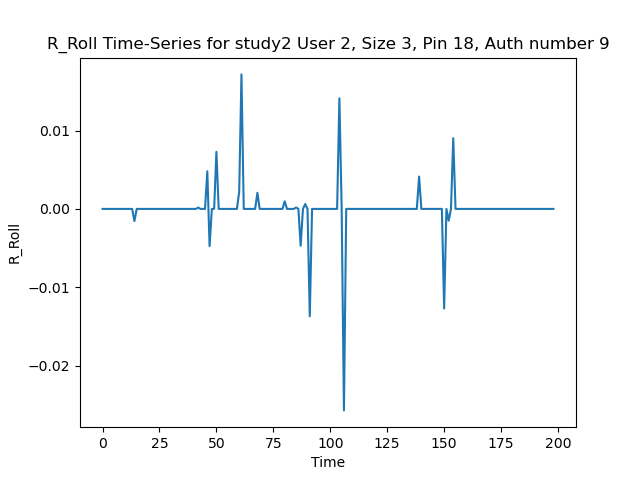 R_Roll Time-Series for study2 User 2, Size 3, Pin 18, Auth number 9
0.01
0.00
−0.01
−0.02
R_Roll
0 25 50 75 100 125 150 175 200
Time